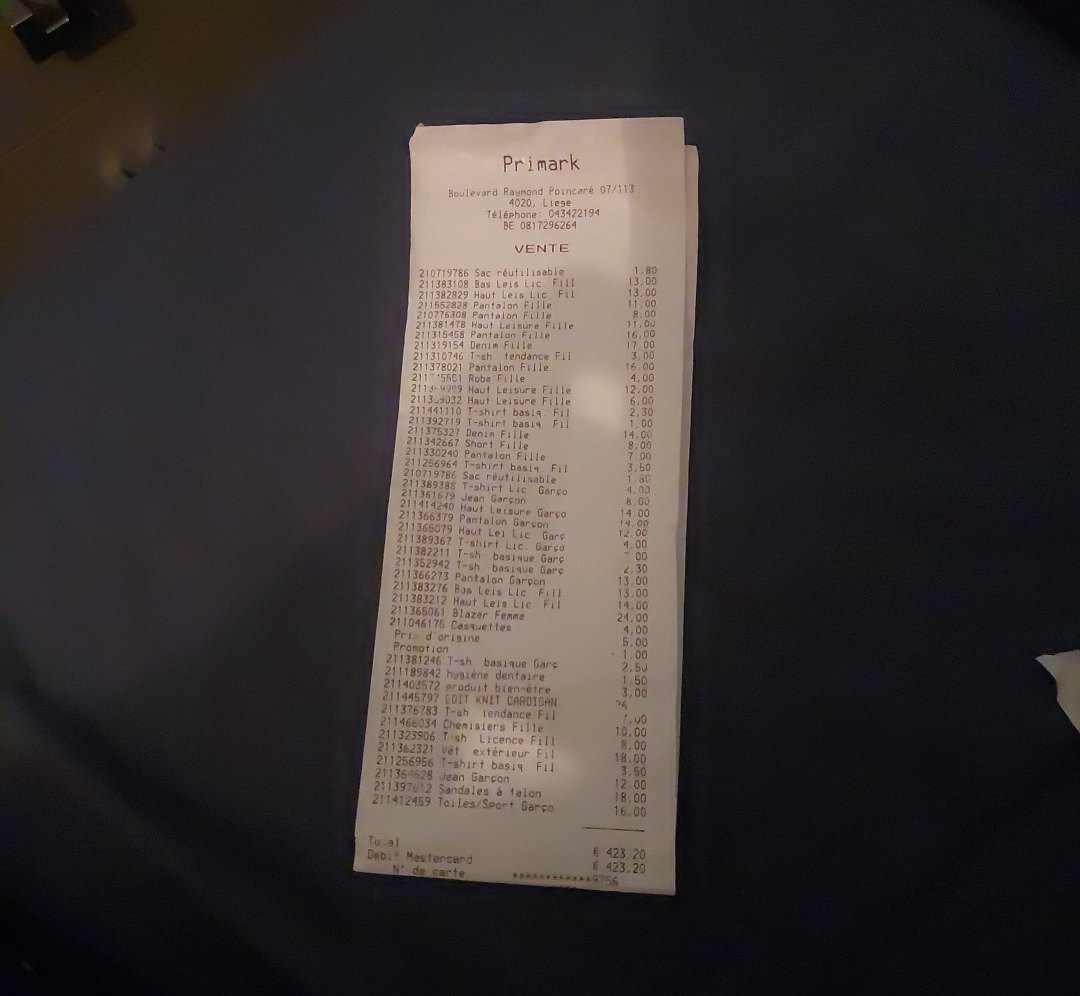 Primark
Boulevard Raymond Poincaré 07/113
4020, Liege
Téléphone: 043422194
BE 0817296264
VENTE
210719786 Sac réutilisable 1,80
211383108 Bas Leis Lic. Fill 13,00
211382829 Haut Leis Lic. Fil 13,00
211552828 Pantalon Fille 11,00
210776308 Pantalon Fille 8,00
211381478 Haut Leisure Fille 11,00
211315458 Pantalon Fille 16,00
211319154 Denim Fille 17,00
211310746 T-sh tendance Fil 3,00
211378021 Pantalon Fille 16,00
Robe Fille 4,00
Haut Leisure Fille 12,00
Haut Leisure Fille 6,00
211441110 T-shirt basiq. Fil 2,30
211392719 T-shirt basiq. Fil 1,00
211375327 Denim Fille 14,00
211342667 Short Fille 8,00
211330240 Pantalon Fille 7,00
211256964 T-shirt basiq. Fil 3,50
210719786 Sac réutilisable 1,80
211389388 T-shirt Lic. Garço 4,00
211361679 Jean Garçon 8,00
211414240 Haut Leisure Garço 14,00
211366379 Pantalon Garçon 14,00
211365079 Haut Lei Lic. Garç 12,00
211389367 T-shirt Lic. Garço 4,00
211382211 T-sh basique Garç
211352942 T-sh basique Garç 2,30
211366273 Pantalon Garçon 13,00
211383276 Bas Leis Lic. Fill 13,00
211383212 Haut Leis Lic. Fil 14,00
211365061 Blazer Femme 24,00
211046175 Casquettes 4,00
Prix d'origine 5,00
Promotion - 1,00
211381246 T-sh basique Garç 2,50
211189842 hygiène dentaire 1,50
211403572 produit bien-être 3,00
211445797 EDIT KNIT CARDIGAN
211376783 T-sh tendance Fil 7,00
211466034 Chemisiers Fille 10,00
211323906 T-sh Licence Fill 8,00
211362321 Vêt. extérieur Fil 18,00
211256956 T-shirt basiq. Fil 3,50
Jean Garçon 12,00
Sandales à talon 18,00
211412459 Toiles/Sport Garço 16,00
Total € 423,20
Debit Mastercard € 423,20
N° de carte ************9756